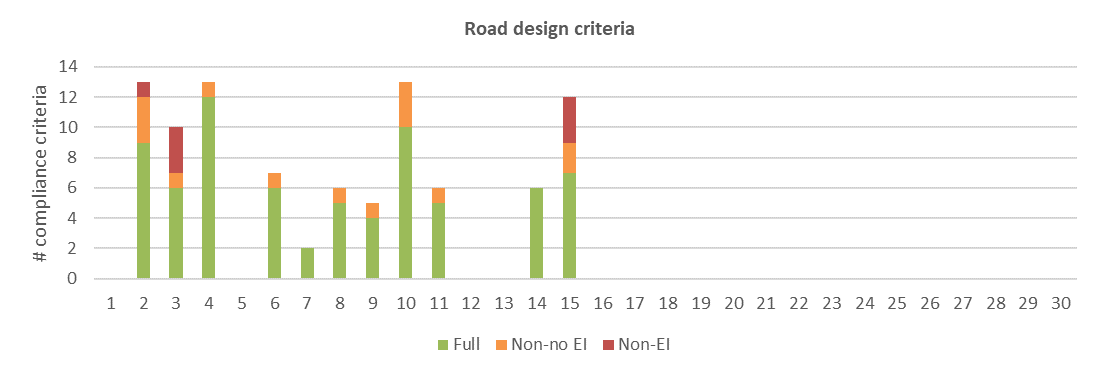 Road design criteria
# compliance criteria
14
12
10
8
6
4
2
0
1 2 3 4 5 6 7 8 9 10 11 12 13 14 15 16 17 18 19 20 21 22 23 24 25 26 27 28 29 30
Full Non-no EI Non-EI